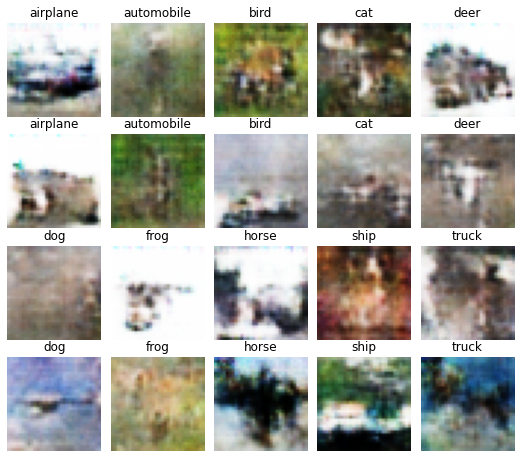 airplane automobile bird cat deer
airplane automobile bird cat deer
dog frog horse ship truck
dog frog horse ship truck